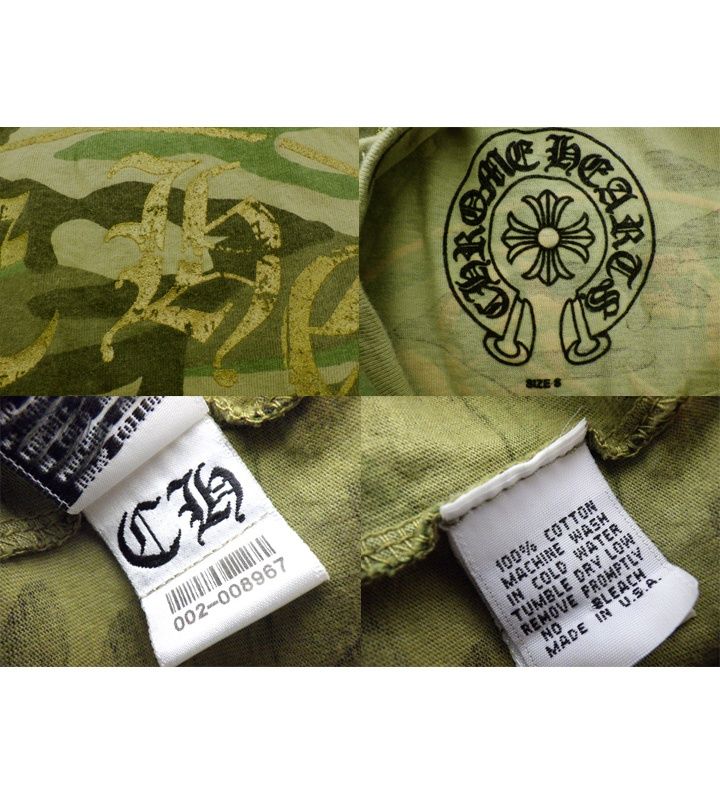 H
CHROME HEARTS
SIZE S
CH
002-008967
100% COTTON
MACHINE WASH
IN COLD WATER
TUMBLE DRY LOW
REMOVE PROMPTLY
NO BLEACH
MADE IN U.S.A.